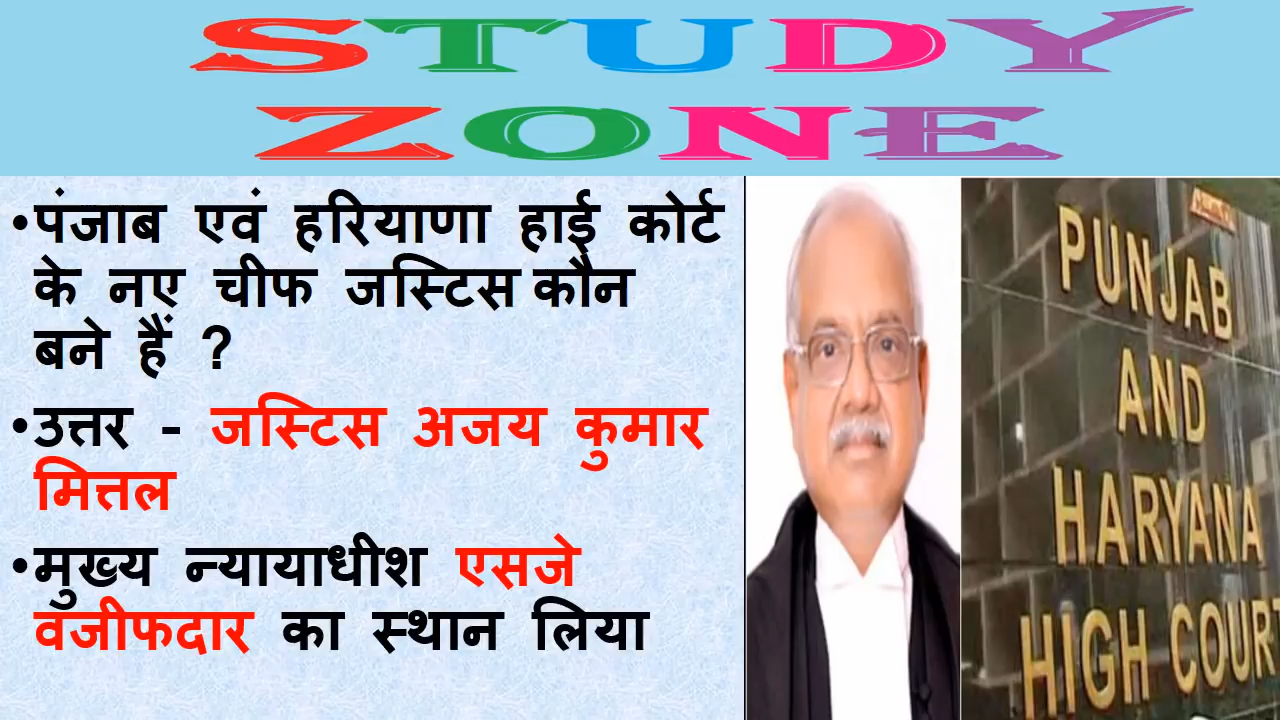 STUDY
ZONE
•पंजाब एवं हरियाणा हाई कोर्ट
के नए चीफ जस्टिस कौन
बने हैं ?
•उत्तर - जस्टिस अजय कुमार
मित्तल
•मुख्य न्यायाधीश एसजे
वजीफदार का स्थान लिया
PUNJAB
AND
HARYANA
HIGH COURT